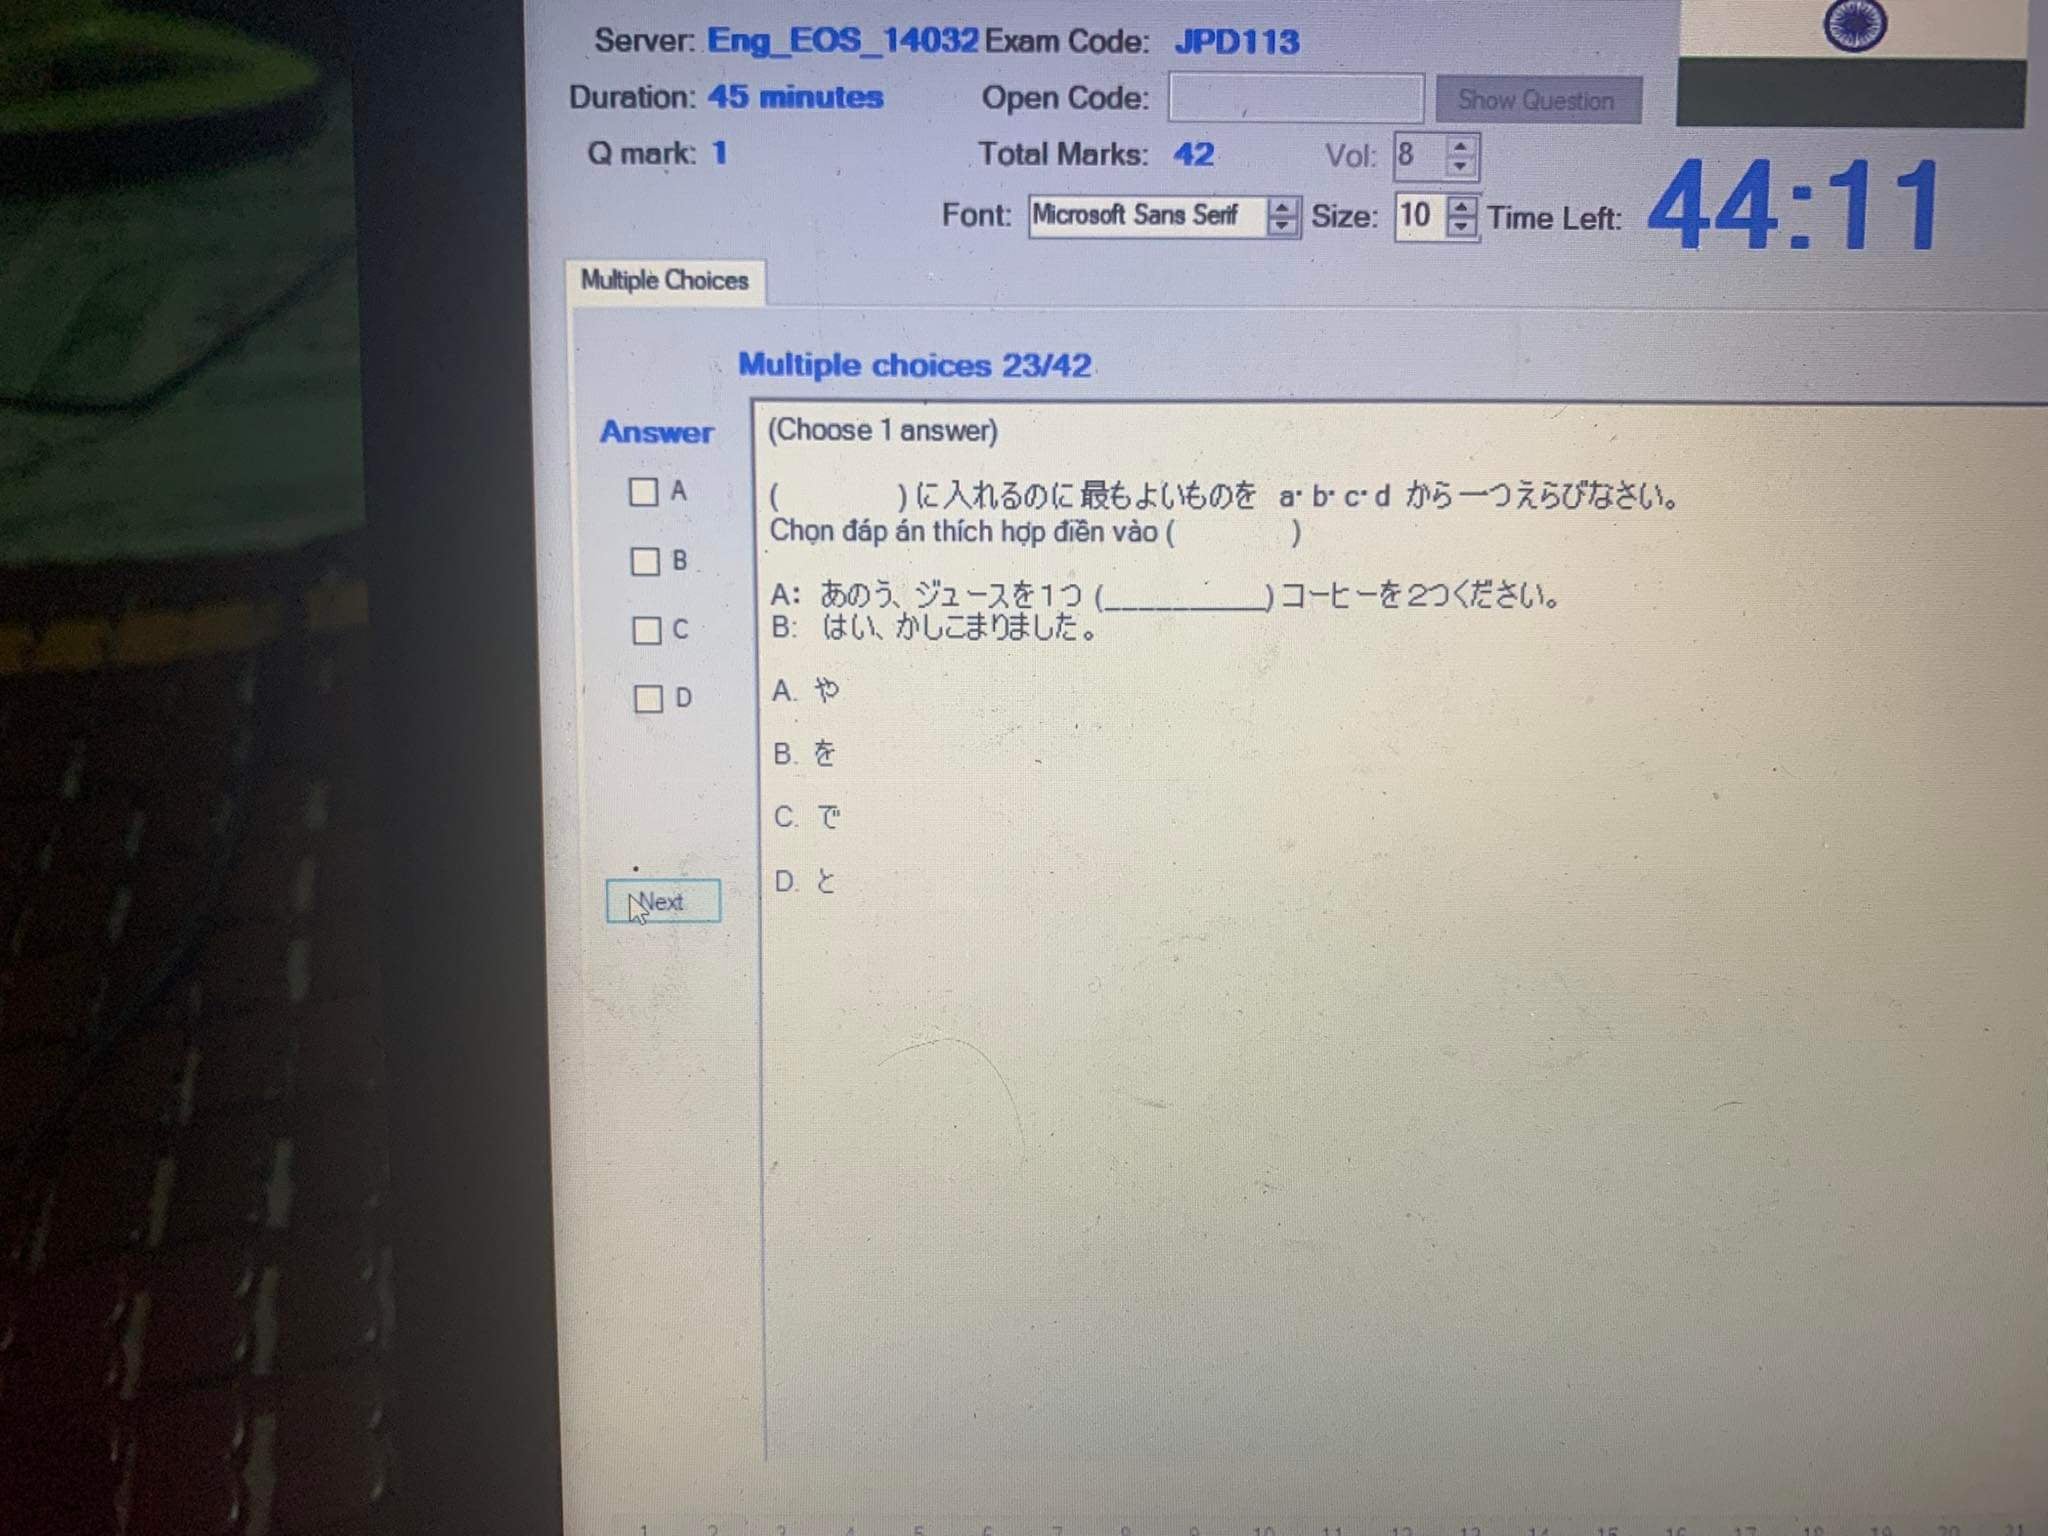 Server: Eng_EOS_14032 Exam Code: JPD113
Duration: 45 minutes Open Code: Show Question
Q mark: 1 Total Marks: 42 Vol: 8
Font: Microsoft Sans Serif Size: 10 Time Left: 44:11
Multiple Choices
Multiple choices 23/42
Answer
A
B
C
D
Next
(Choose 1 answer)
( )に入れるのに最もよいものを a・b・c・d から一つえらびなさい。
Chọn đáp án thích hợp điền vào ( )
A: あのう、ジュースを1つ (__________)コーヒーを2つください。
B: はい、かしこまりました。
A. や
B. を
C. で
D. と